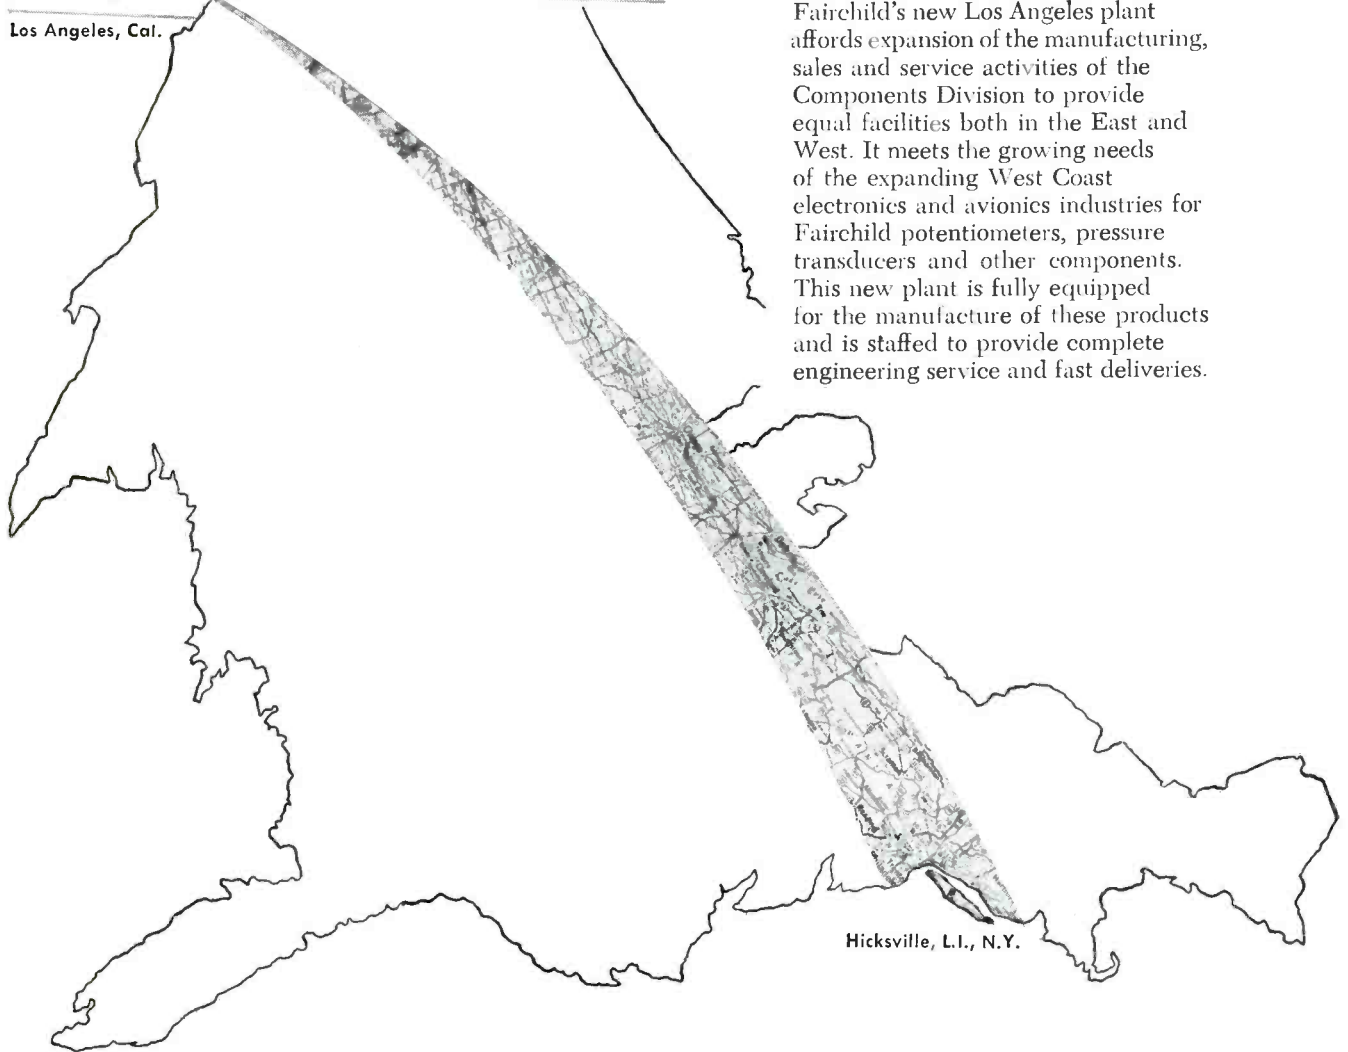 Los Angeles, Cal.
Fairchild's new Los Angeles plant
affords expansion of the manufacturing,
sales and service activities of the
Components Division to provide
equal facilities both in the East and
West. It meets the growing needs
of the expanding West Coast
electronics and avionics industries for
Fairchild potentiometers, pressure
transducers and other components.
This new plant is fully equipped
for the manufacture of these products
and is staffed to provide complete
engineering service and fast deliveries.
Hicksville, L.I., N.Y.